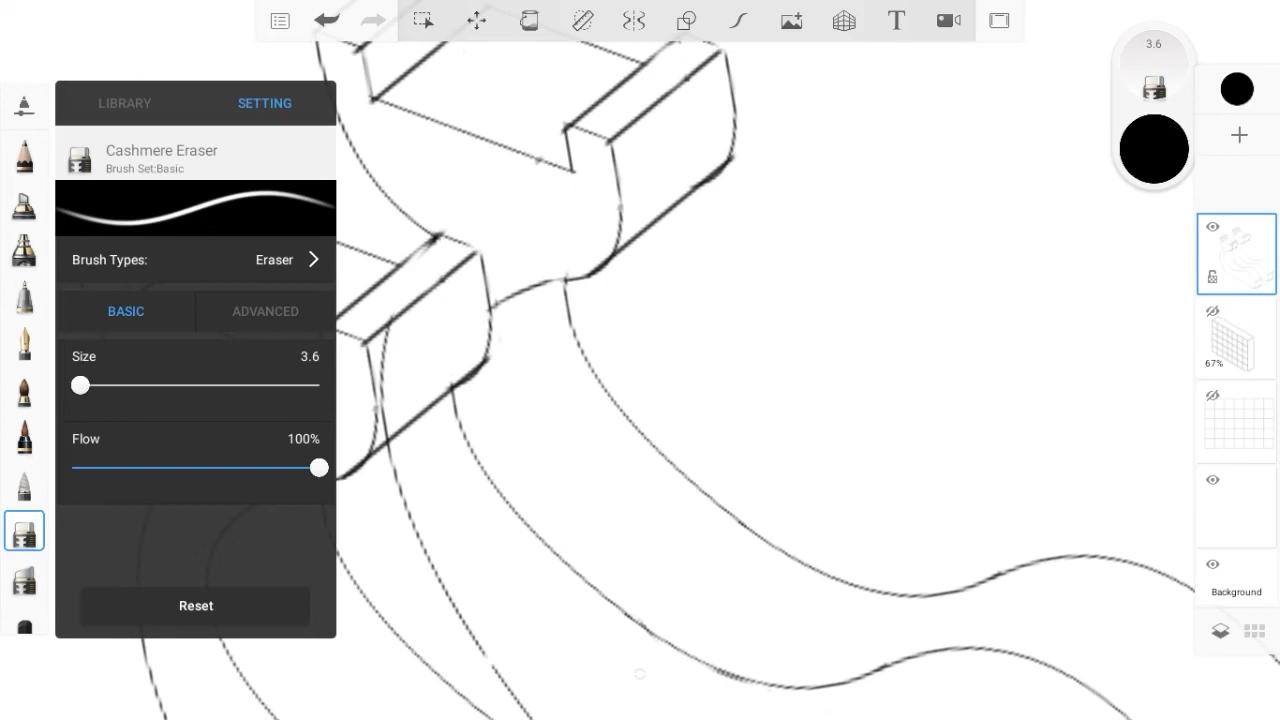 T
3.6
LIBRARY
SETTING
Cashmere Eraser
Brush Set:Basic
Brush Types:
Eraser
BASIC
ADVANCED
Size
3.6
Flow
100%
Reset
67%
Background